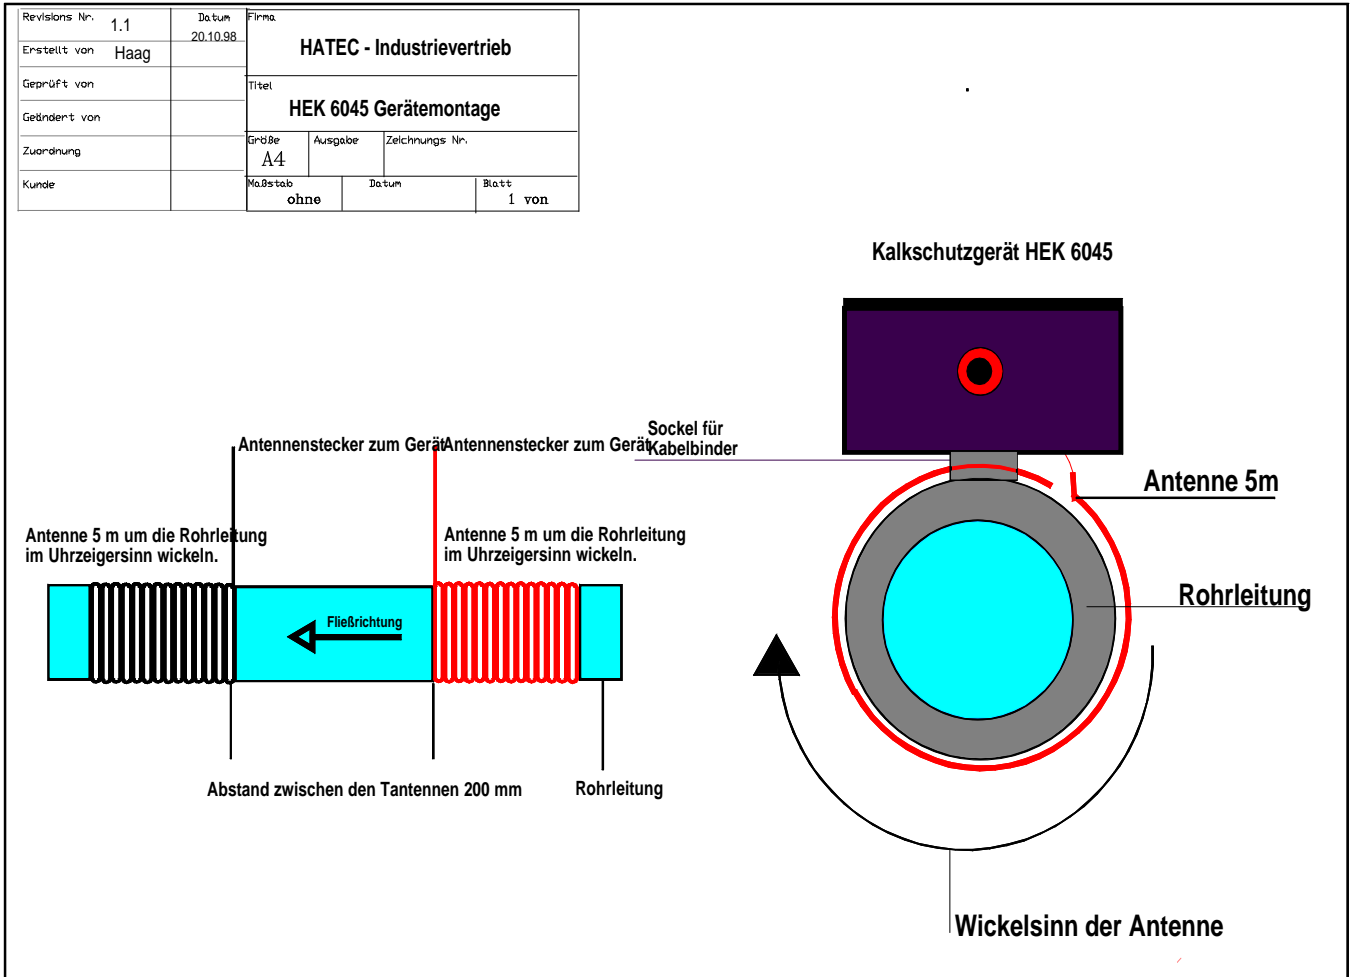 Revisions Nr. 1.1 Datum
20.10.98
Erstellt von Haag
Geprüft von
Geändert von
Zuordnung
Kunde
Firma
HATEC - Industrievertrieb
Titel
HEK 6045 Gerätemontage
Größe Ausgabe Zeichnungs Nr.
A4
Maßstab Datum Blatt
ohne 1 von
Kalkschutzgerät HEK 6045
Sockel für
Kabelbinder
Antennenstecker zum Gerät
Antennenstecker zum Gerät
Antenne 5m
Antenne 5 m um die Rohrleitung
im Uhrzeigersinn wickeln.
Antenne 5 m um die Rohrleitung
im Uhrzeigersinn wickeln.
Rohrleitung
Fließrichtung
Abstand zwischen den Tantennen 200 mm
Rohrleitung
Wickelsinn der Antenne